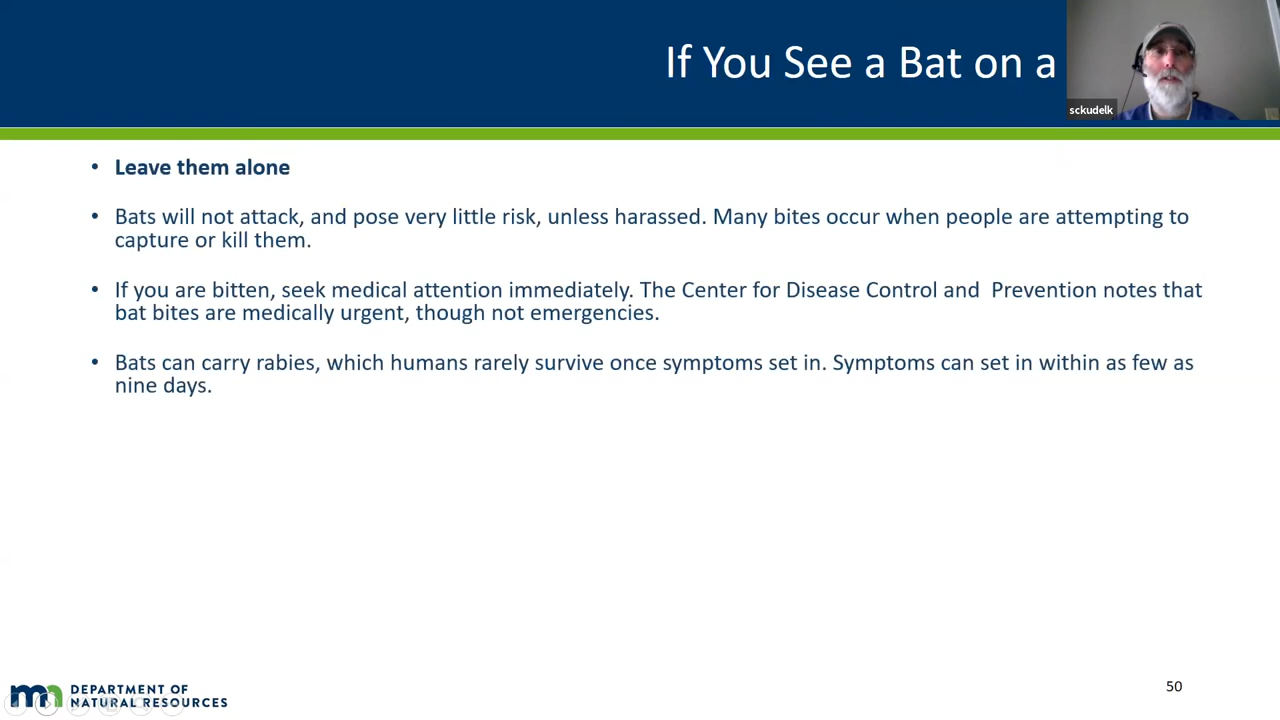 If You See a Bat on a
sckudelk
• Leave them alone
• Bats will not attack, and pose very little risk, unless harassed. Many bites occur when people are attempting to
capture or kill them.
• If you are bitten, seek medical attention immediately. The Center for Disease Control and  Prevention notes that
bat bites are medically urgent, though not emergencies.
• Bats can carry rabies, which humans rarely survive once symptoms set in. Symptoms can set in within as few as
nine days.
mn DEPARTMENT OF
NATURAL RESOURCES
50